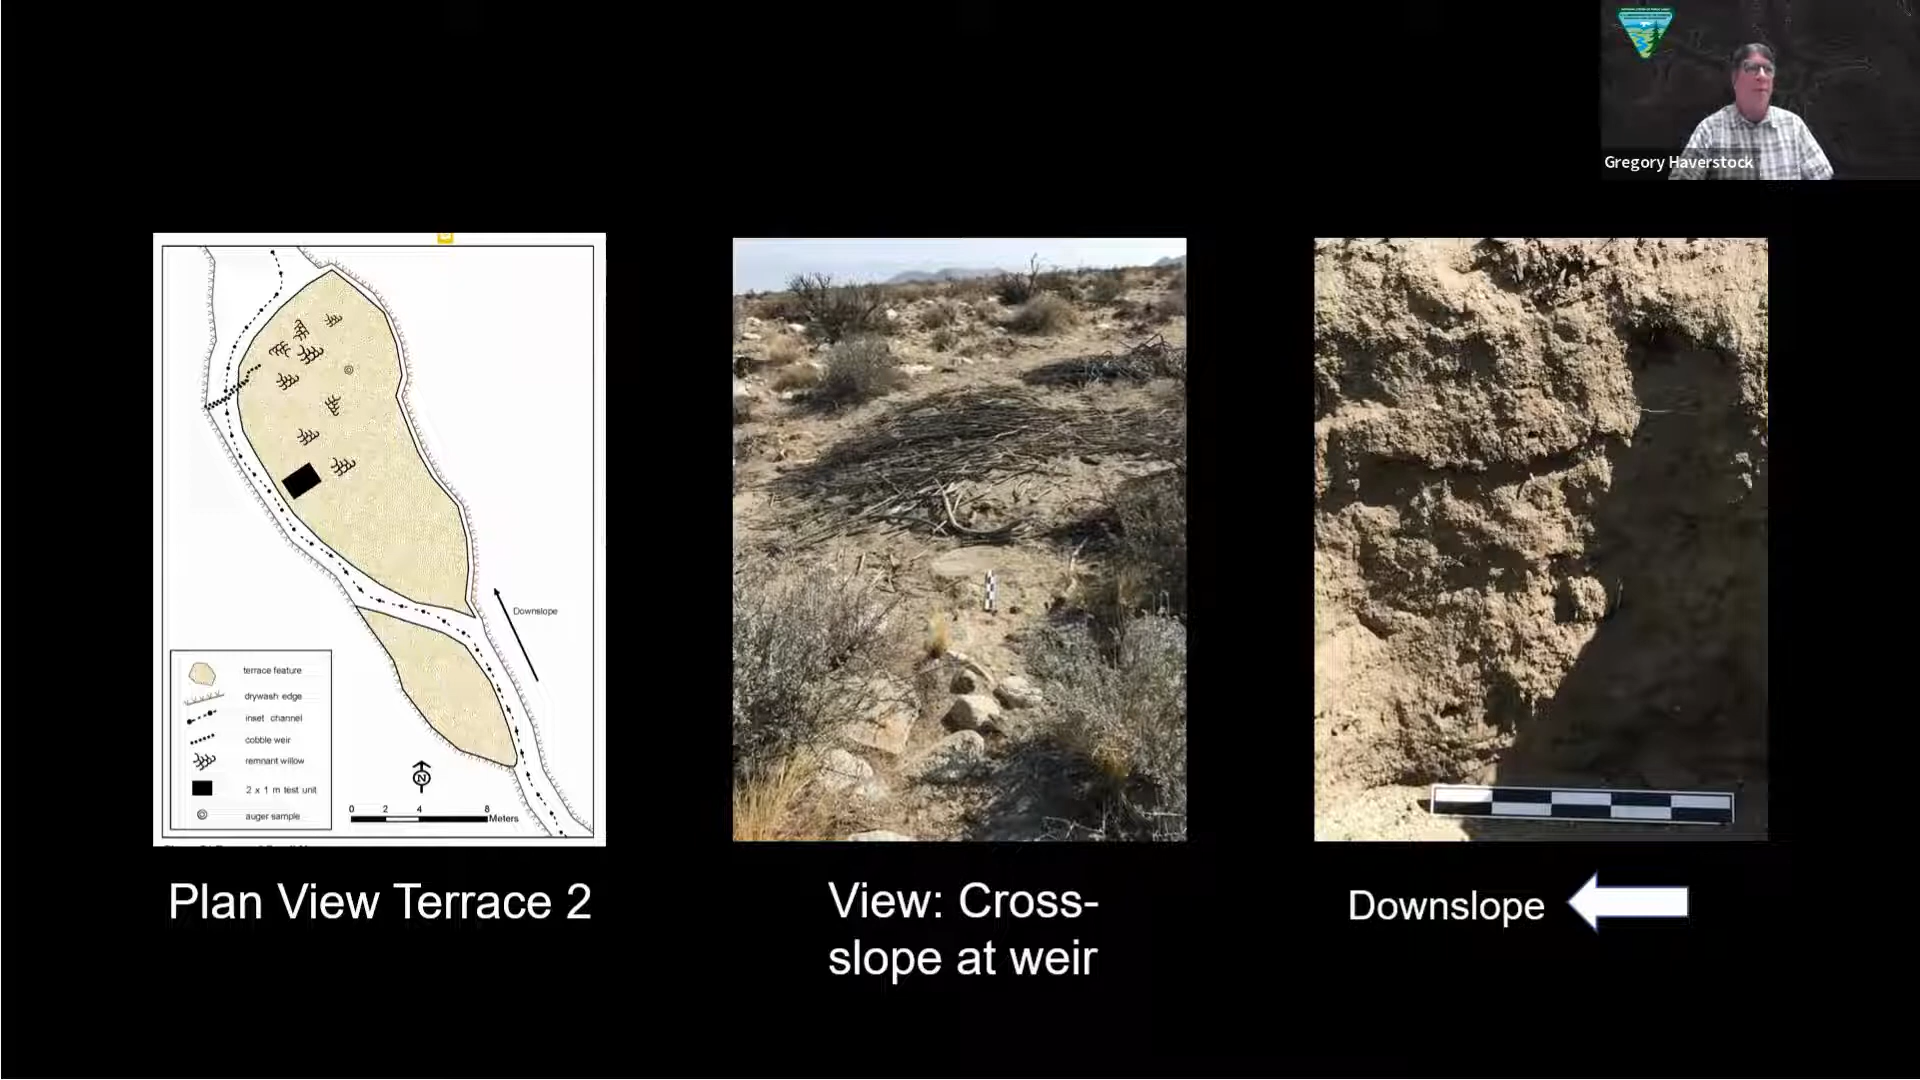 Gregory Haverstock
Downslope
terrace feature
drywash edge
inset channel
cobble weir
remnant willow
2 x 1 m test unit
auger sample
N
0 2 4 8
Meters
Plan View Terrace 2
View: Cross-
slope at weir
Downslope